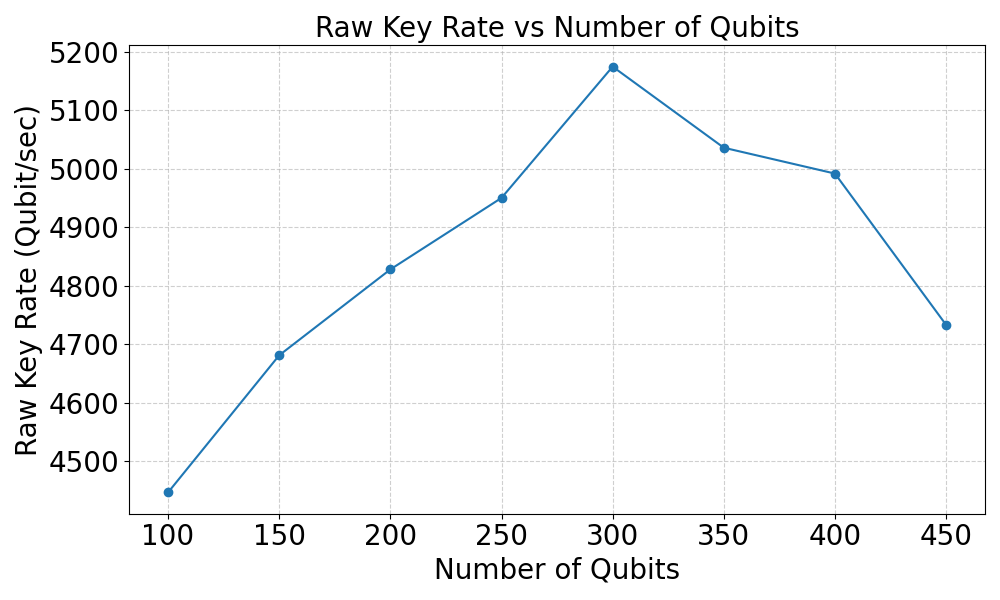 Raw Key Rate vs Number of Qubits
Raw Key Rate (Qubit/sec)
5200
5100
5000
4900
4800
4700
4600
4500
100 150 200 250 300 350 400 450
Number of Qubits